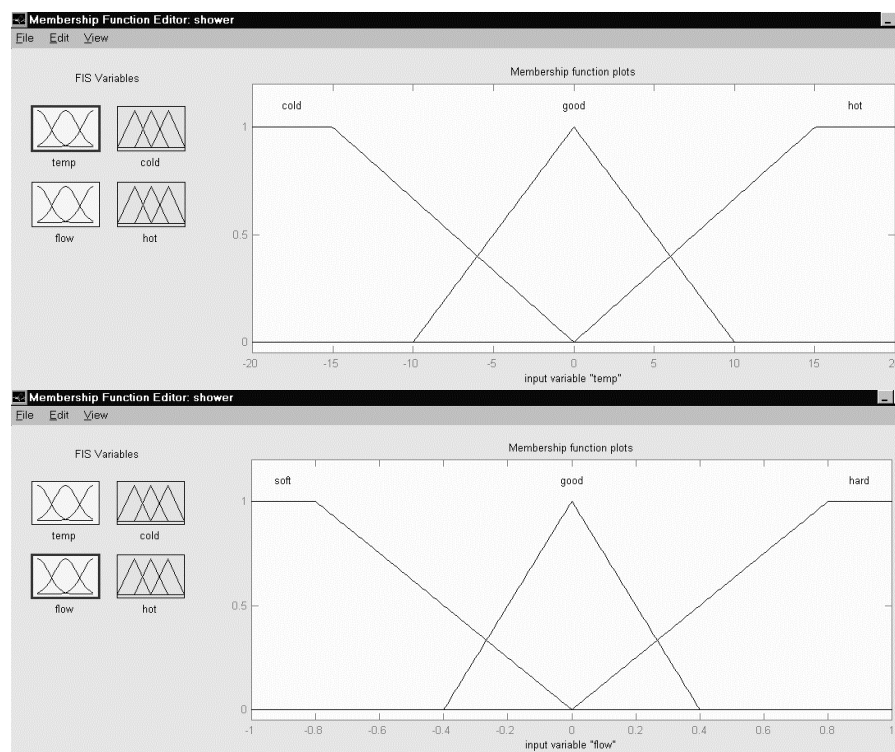 Membership Function Editor: shower
File Edit View
FIS Variables
Membership function plots
temp cold
flow hot
cold good hot
1
0.5
0
-20 -15 -10 -5 0 5 10 15 20
input variable "temp"
Membership Function Editor: shower
File Edit View
FIS Variables
Membership function plots
temp cold
flow hot
soft good hard
1
0.5
0
-1 -0.8 -0.6 -0.4 -0.2 0 0.2 0.4 0.6 0.8 1
input variable "flow"